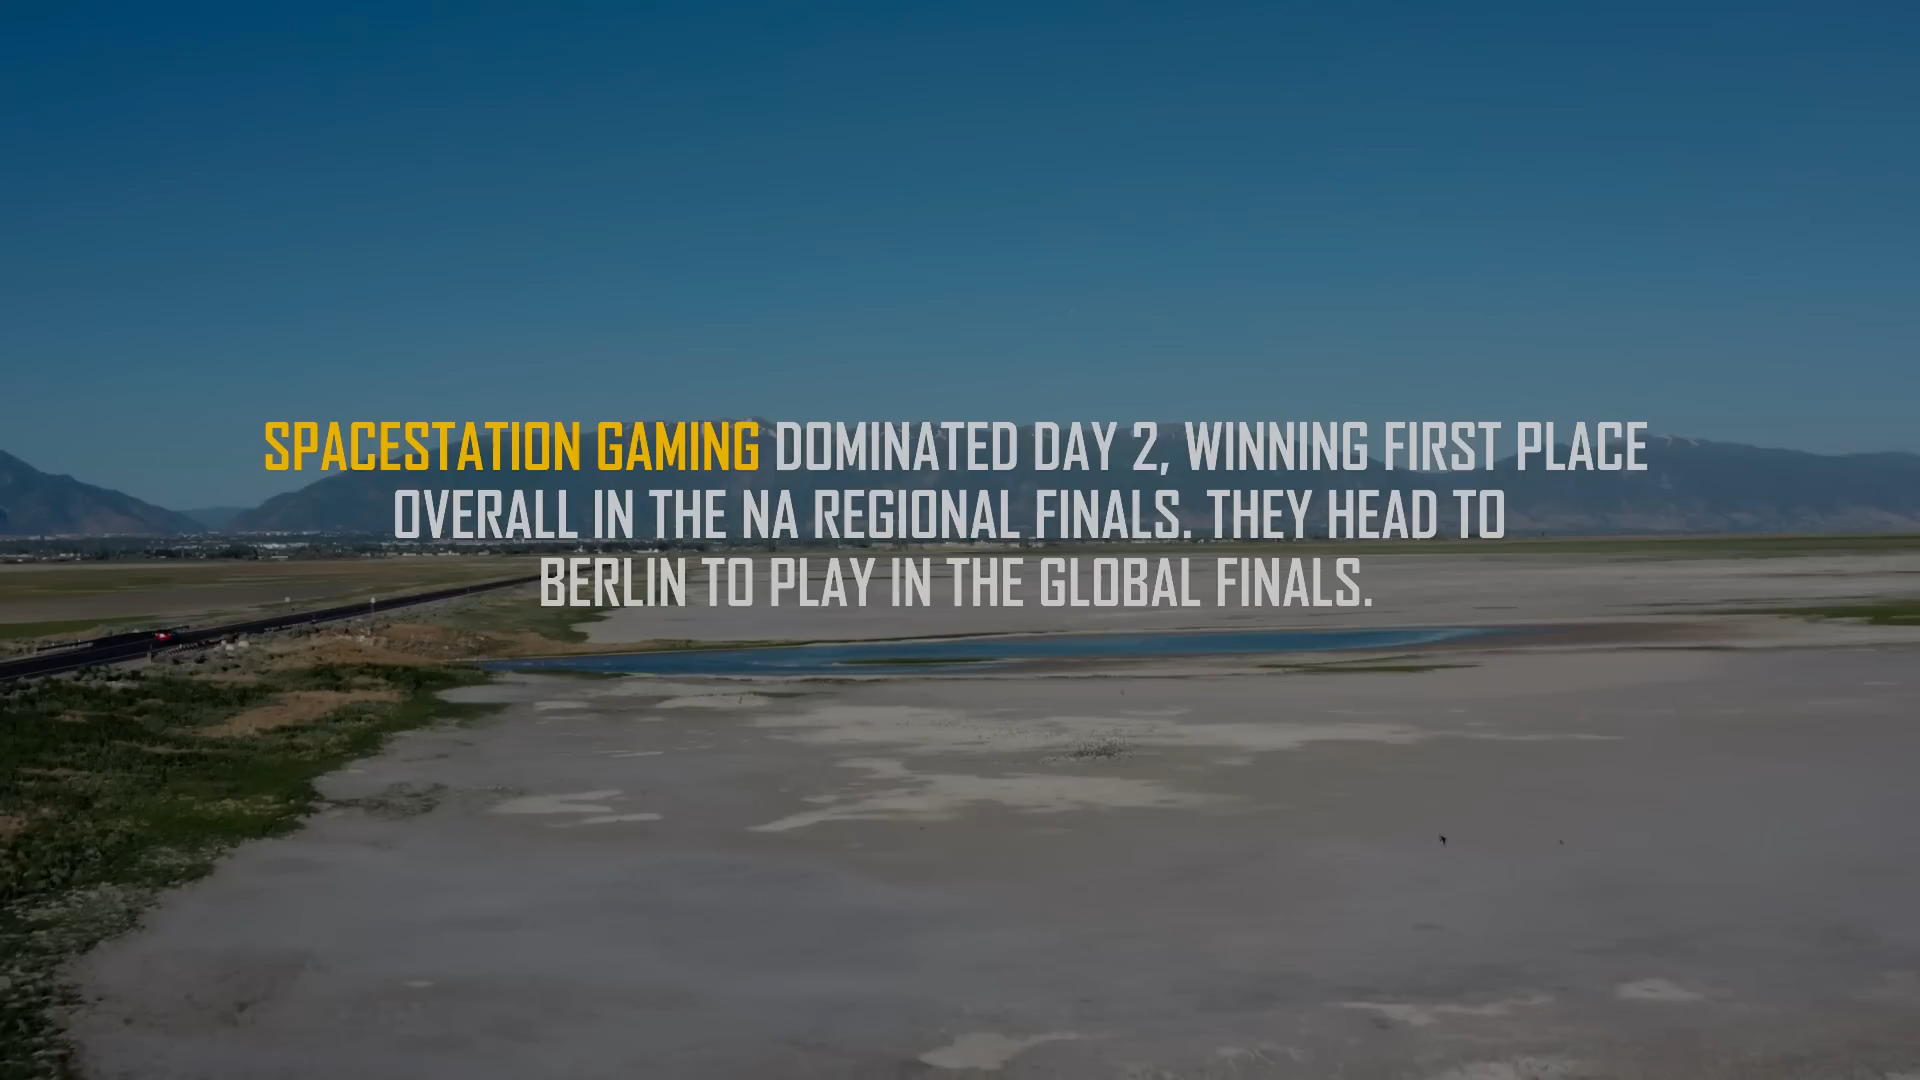 SPACESTATION GAMING DOMINATED DAY 2, WINNING FIRST PLACE
OVERALL IN THE NA REGIONAL FINALS. THEY HEAD TO
BERLIN TO PLAY IN THE GLOBAL FINALS.